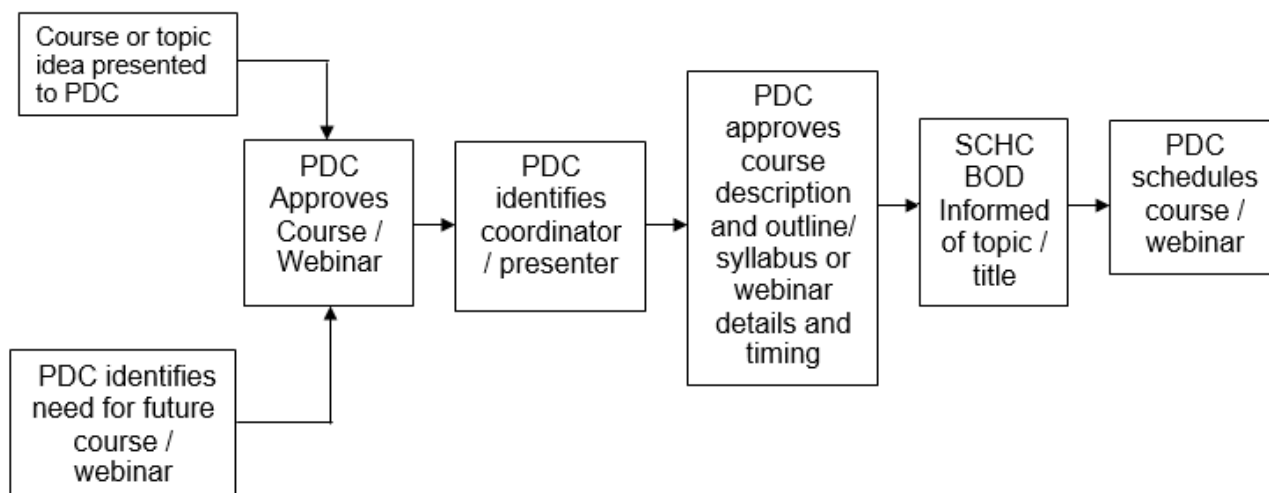 Course or topic
idea presented
to PDC
PDC identifies
need for future
course /
webinar
PDC
Approves
Course /
Webinar
PDC
identifies
coordinator
/ presenter
PDC
approves
course
description
and outline/
syllabus or
webinar
details and
timing
SCHC
BOD
Informed
of topic /
title
PDC
schedules
course /
webinar